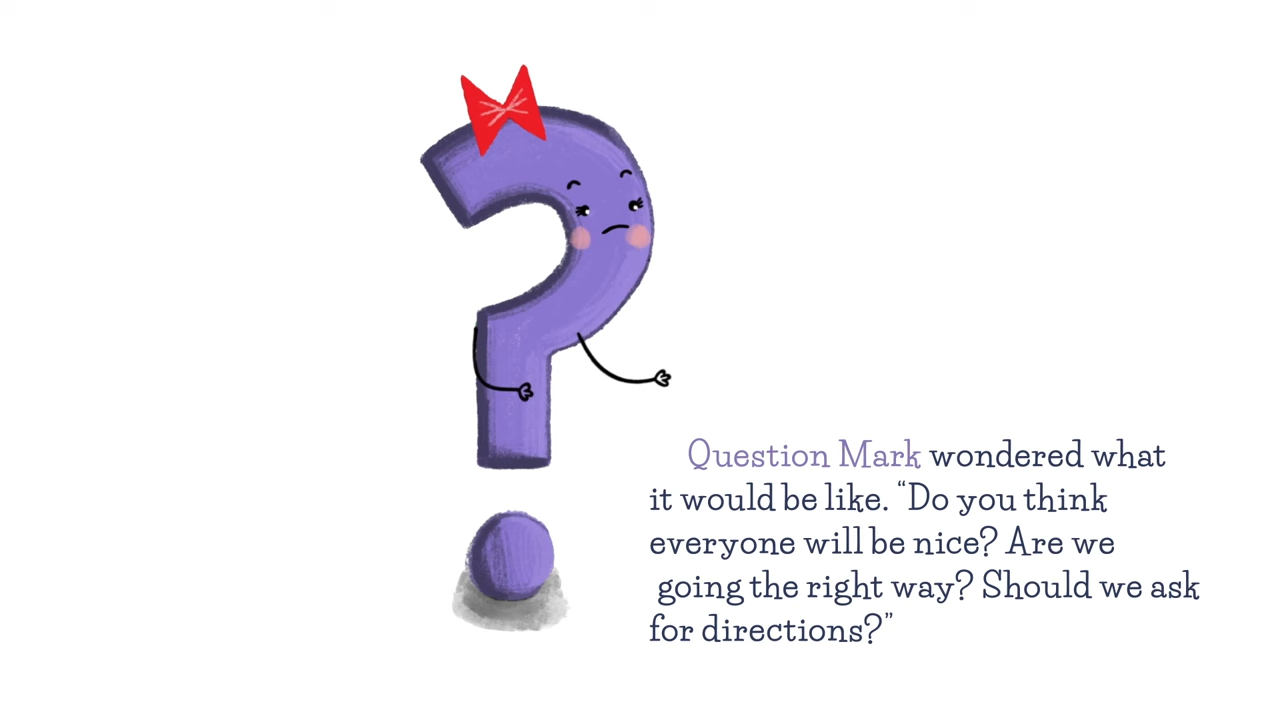 Question Mark wondered what
it would be like. “Do you think
everyone will be nice? Are we
going the right way? Should we ask
for directions?”